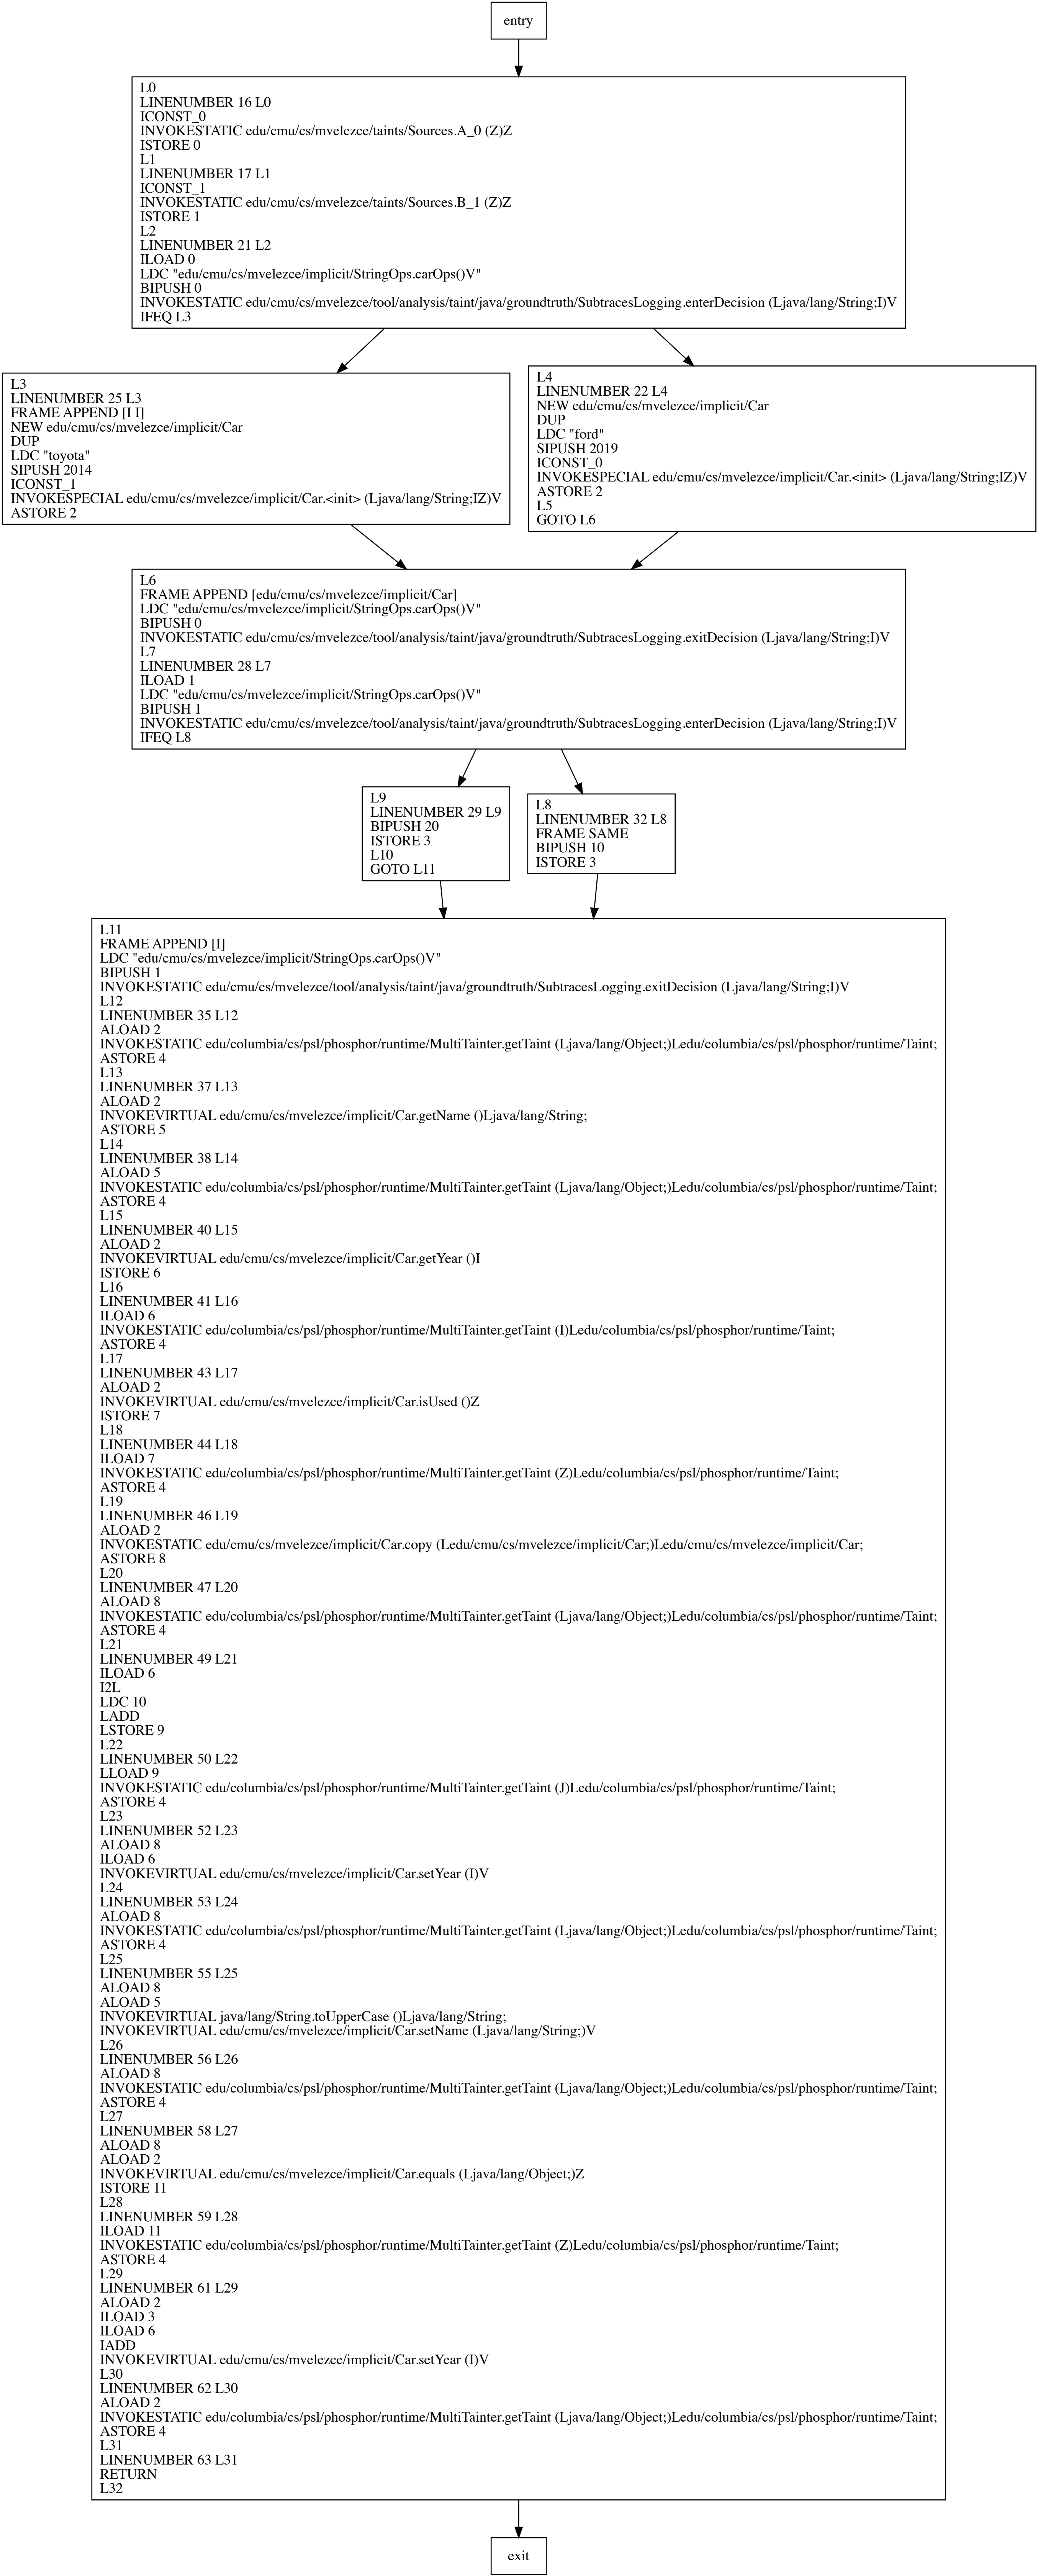 entry
L0
LINENUMBER 16 L0
ICONST_0
INVOKESTATIC edu/cmu/cs/mvelezce/taints/Sources.A_0 (Z)Z
ISTORE 0
L1
LINENUMBER 17 L1
ICONST_1
INVOKESTATIC edu/cmu/cs/mvelezce/taints/Sources.B_1 (Z)Z
ISTORE 1
L2
LINENUMBER 21 L2
ILOAD 0
LDC "edu/cmu/cs/mvelezce/implicit/StringOps.carOps()V"
BIPUSH 0
INVOKESTATIC edu/cmu/cs/mvelezce/tool/analysis/taint/java/groundtruth/SubtracesLogging.enterDecision (Ljava/lang/String;I)V
IFEQ L3
L3
LINENUMBER 25 L3
FRAME APPEND [I I]
NEW edu/cmu/cs/mvelezce/implicit/Car
DUP
LDC "toyota"
SIPUSH 2014
ICONST_1
INVOKESPECIAL edu/cmu/cs/mvelezce/implicit/Car.<init> (Ljava/lang/String;IZ)V
ASTORE 2
L4
LINENUMBER 22 L4
NEW edu/cmu/cs/mvelezce/implicit/Car
DUP
LDC "ford"
SIPUSH 2019
ICONST_0
INVOKESPECIAL edu/cmu/cs/mvelezce/implicit/Car.<init> (Ljava/lang/String;IZ)V
ASTORE 2
L5
GOTO L6
L6
FRAME APPEND [edu/cmu/cs/mvelezce/implicit/Car]
LDC "edu/cmu/cs/mvelezce/implicit/StringOps.carOps()V"
BIPUSH 0
INVOKESTATIC edu/cmu/cs/mvelezce/tool/analysis/taint/java/groundtruth/SubtracesLogging.exitDecision (Ljava/lang/String;I)V
L7
LINENUMBER 28 L7
ILOAD 1
LDC "edu/cmu/cs/mvelezce/implicit/StringOps.carOps()V"
BIPUSH 1
INVOKESTATIC edu/cmu/cs/mvelezce/tool/analysis/taint/java/groundtruth/SubtracesLogging.enterDecision (Ljava/lang/String;I)V
IFEQ L8
L9
LINENUMBER 29 L9
BIPUSH 20
ISTORE 3
L10
GOTO L11
L8
LINENUMBER 32 L8
FRAME SAME
BIPUSH 10
ISTORE 3
L11
FRAME APPEND [I]
LDC "edu/cmu/cs/mvelezce/implicit/StringOps.carOps()V"
BIPUSH 1
INVOKESTATIC edu/cmu/cs/mvelezce/tool/analysis/taint/java/groundtruth/SubtracesLogging.exitDecision (Ljava/lang/String;I)V
L12
LINENUMBER 35 L12
ALOAD 2
INVOKESTATIC edu/columbia/cs/psl/phosphor/runtime/MultiTainter.getTaint (Ljava/lang/Object;)Ledu/columbia/cs/psl/phosphor/runtime/Taint;
ASTORE 4
L13
LINENUMBER 37 L13
ALOAD 2
INVOKEVIRTUAL edu/cmu/cs/mvelezce/implicit/Car.getName ()Ljava/lang/String;
ASTORE 5
L14
LINENUMBER 38 L14
ALOAD 5
INVOKESTATIC edu/columbia/cs/psl/phosphor/runtime/MultiTainter.getTaint (Ljava/lang/Object;)Ledu/columbia/cs/psl/phosphor/runtime/Taint;
ASTORE 4
L15
LINENUMBER 40 L15
ALOAD 2
INVOKEVIRTUAL edu/cmu/cs/mvelezce/implicit/Car.getYear ()I
ISTORE 6
L16
LINENUMBER 41 L16
ILOAD 6
INVOKESTATIC edu/columbia/cs/psl/phosphor/runtime/MultiTainter.getTaint (I)Ledu/columbia/cs/psl/phosphor/runtime/Taint;
ASTORE 4
L17
LINENUMBER 43 L17
ALOAD 2
INVOKEVIRTUAL edu/cmu/cs/mvelezce/implicit/Car.isUsed ()Z
ISTORE 7
L18
LINENUMBER 44 L18
ILOAD 7
INVOKESTATIC edu/columbia/cs/psl/phosphor/runtime/MultiTainter.getTaint (Z)Ledu/columbia/cs/psl/phosphor/runtime/Taint;
ASTORE 4
L19
LINENUMBER 46 L19
ALOAD 2
INVOKESTATIC edu/cmu/cs/mvelezce/implicit/Car.copy (Ledu/cmu/cs/mvelezce/implicit/Car;)Ledu/cmu/cs/mvelezce/implicit/Car;
ASTORE 8
L20
LINENUMBER 47 L20
ALOAD 8
INVOKESTATIC edu/columbia/cs/psl/phosphor/runtime/MultiTainter.getTaint (Ljava/lang/Object;)Ledu/columbia/cs/psl/phosphor/runtime/Taint;
ASTORE 4
L21
LINENUMBER 49 L21
ILOAD 6
I2L
LDC 10
LADD
LSTORE 9
L22
LINENUMBER 50 L22
LLOAD 9
INVOKESTATIC edu/columbia/cs/psl/phosphor/runtime/MultiTainter.getTaint (J)Ledu/columbia/cs/psl/phosphor/runtime/Taint;
ASTORE 4
L23
LINENUMBER 52 L23
ALOAD 8
ILOAD 6
INVOKEVIRTUAL edu/cmu/cs/mvelezce/implicit/Car.setYear (I)V
L24
LINENUMBER 53 L24
ALOAD 8
INVOKESTATIC edu/columbia/cs/psl/phosphor/runtime/MultiTainter.getTaint (Ljava/lang/Object;)Ledu/columbia/cs/psl/phosphor/runtime/Taint;
ASTORE 4
L25
LINENUMBER 55 L25
ALOAD 8
ALOAD 5
INVOKEVIRTUAL java/lang/String.toUpperCase ()Ljava/lang/String;
INVOKEVIRTUAL edu/cmu/cs/mvelezce/implicit/Car.setName (Ljava/lang/String;)V
L26
LINENUMBER 56 L26
ALOAD 8
INVOKESTATIC edu/columbia/cs/psl/phosphor/runtime/MultiTainter.getTaint (Ljava/lang/Object;)Ledu/columbia/cs/psl/phosphor/runtime/Taint;
ASTORE 4
L27
LINENUMBER 58 L27
ALOAD 8
ALOAD 2
INVOKEVIRTUAL edu/cmu/cs/mvelezce/implicit/Car.equals (Ljava/lang/Object;)Z
ISTORE 11
L28
LINENUMBER 59 L28
ILOAD 11
INVOKESTATIC edu/columbia/cs/psl/phosphor/runtime/MultiTainter.getTaint (Z)Ledu/columbia/cs/psl/phosphor/runtime/Taint;
ASTORE 4
L29
LINENUMBER 61 L29
ALOAD 2
ILOAD 3
ILOAD 6
IADD
INVOKEVIRTUAL edu/cmu/cs/mvelezce/implicit/Car.setYear (I)V
L30
LINENUMBER 62 L30
ALOAD 2
INVOKESTATIC edu/columbia/cs/psl/phosphor/runtime/MultiTainter.getTaint (Ljava/lang/Object;)Ledu/columbia/cs/psl/phosphor/runtime/Taint;
ASTORE 4
L31
LINENUMBER 63 L31
RETURN
L32
exit